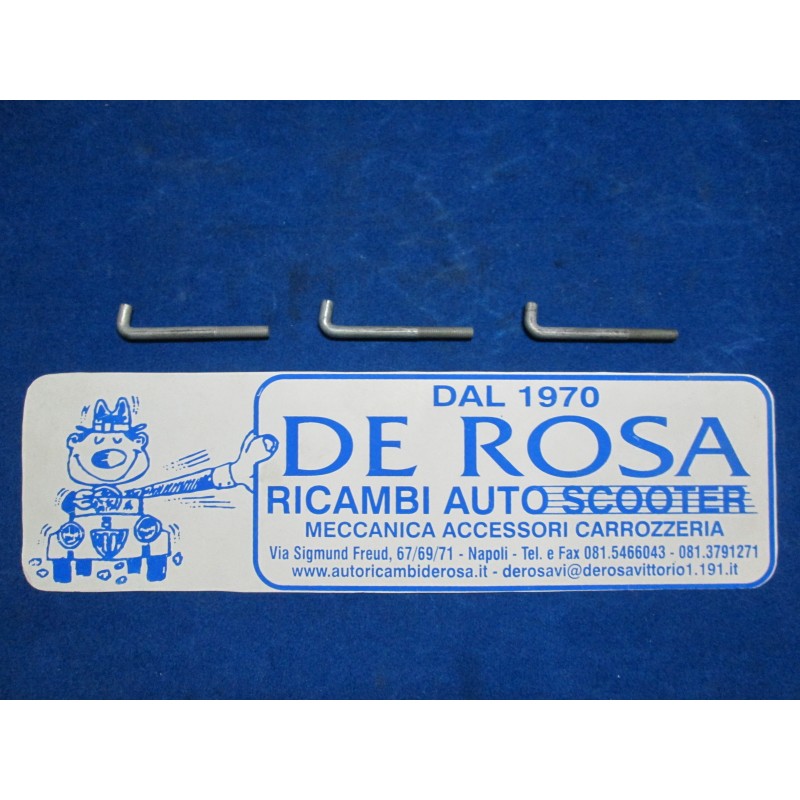 DAL 1970
DE ROSA
RICAMBI AUTO SCOOTER
MECCANICA ACCESSORI CARROZZERIA
Via Sigmund Freud, 67/69/71 - Napoli - Tel. e Fax 081.5466043 - 081.3791271
www.autoricambiderosa.it - derosavi@derosavittorio1.191.it